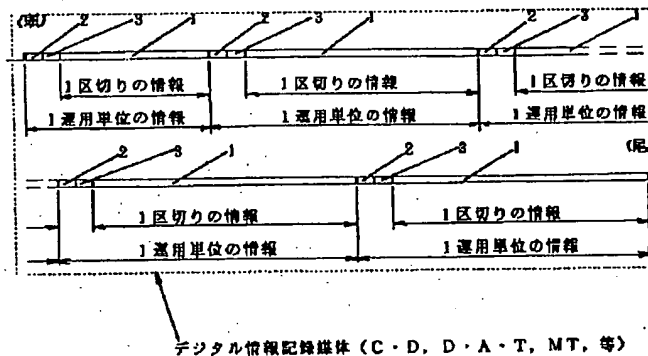 (頭) 2 3 1 2 3 1 2 3 1
1区切りの情報 1区切りの情報 1区切りの情報
1運用単位の情報 1運用単位の情報 1運用単位の情報
2 3 1 2 3 1 (尾
1区切りの情報 1区切りの情報
1運用単位の情報 1運用単位の情報
デジタル情報記録媒体(C・D,D・A・T,MT,等)